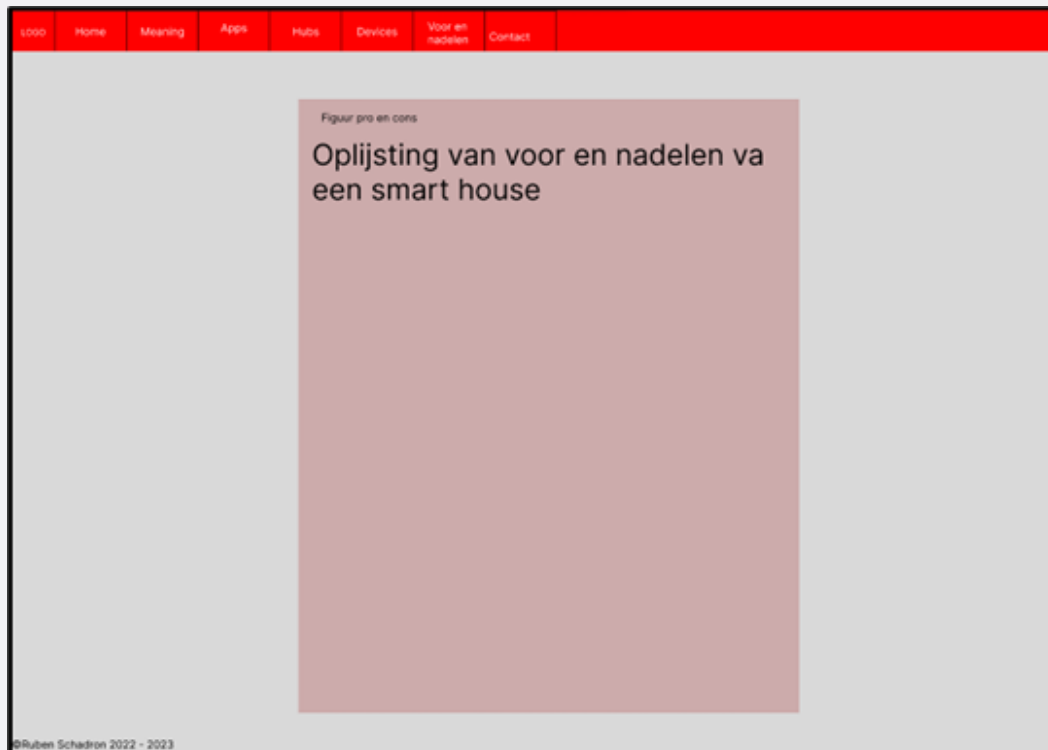 LOGO
Home
Meaning
Apps
Hubs
Devices
Voor en
nadelen
Contact
Figuur pro en cons
Oplijsting van voor en nadelen va
een smart house
©Ruben Schadron 2022 - 2023